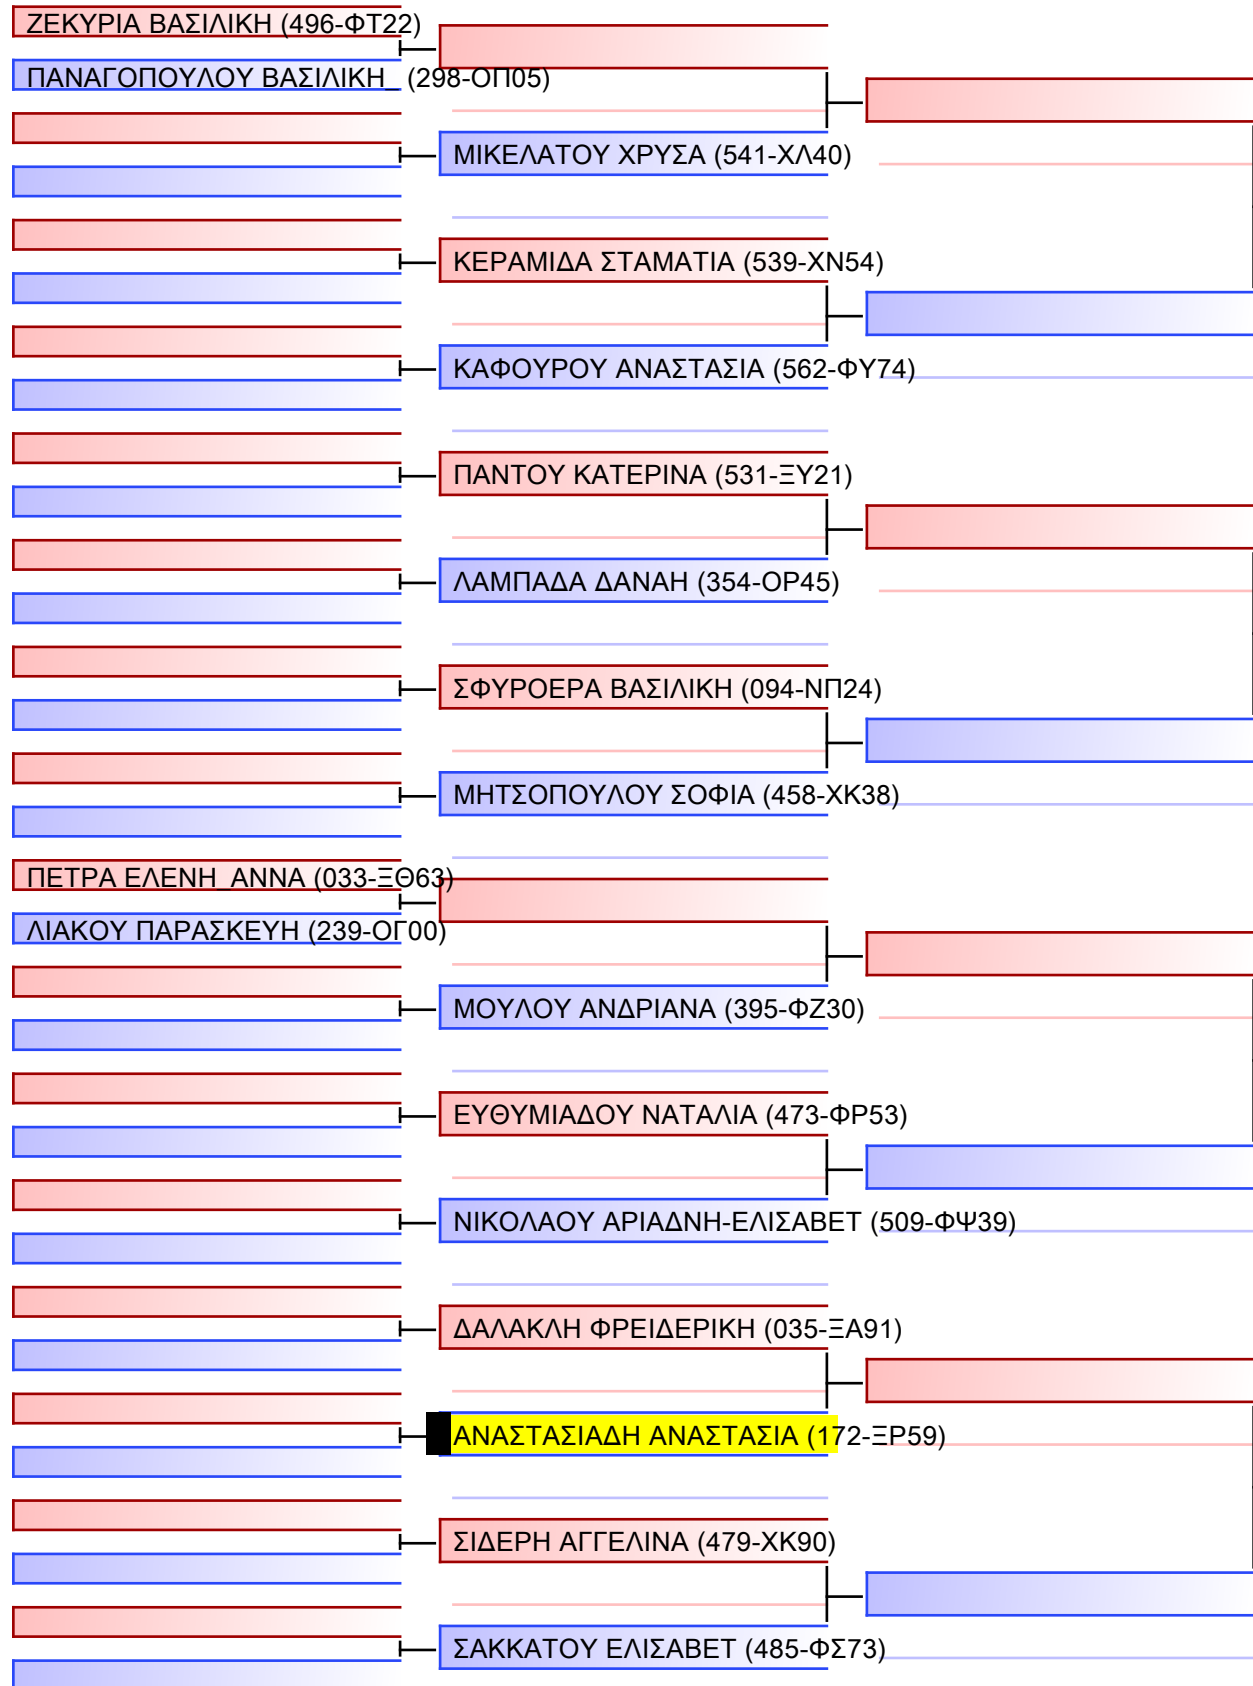 ΖΕΚΥΡΙΑ ΒΑΣΙΛΙΚΗ (496-ΦΤ22)
ΠΑΝΑΓΟΠΟΥΛΟΥ ΒΑΣΙΛΙΚΗ_ (298-ΟΠ05)
ΜΙΚΕΛΑΤΟΥ ΧΡΥΣΑ (541-ΧΛ40)
ΚΕΡΑΜΙΔΑ ΣΤΑΜΑΤΙΑ (539-ΧΝ54)
ΚΑΦΟΥΡΟΥ ΑΝΑΣΤΑΣΙΑ (562-ΦΥ74)
ΠΑΝΤΟΥ ΚΑΤΕΡΙΝΑ (531-ΞΥ21)
ΛΑΜΠΑΔΑ ΔΑΝΑΗ (354-ΟΡ45)
ΣΦΥΡΟΕΡΑ ΒΑΣΙΛΙΚΗ (094-ΝΠ24)
ΜΗΤΣΟΠΟΥΛΟΥ ΣΟΦΙΑ (458-ΧΚ38)
ΠΕΤΡΑ ΕΛΕΝΗ_ΑΝΝΑ (033-ΞΘ63)
ΛΙΑΚΟΥ ΠΑΡΑΣΚΕΥΗ (239-ΟΓ00)
ΜΟΥΛΟΥ ΑΝΔΡΙΑΝΑ (395-ΦΖ30)
ΕΥΘΥΜΙΑΔΟΥ ΝΑΤΑΛΙΑ (473-ΦΡ53)
ΝΙΚΟΛΑΟΥ ΑΡΙΑΔΝΗ-ΕΛΙΣΑΒΕΤ (509-ΦΨ39)
ΔΑΛΑΚΛΗ ΦΡΕΙΔΕΡΙΚΗ (035-ΞΑ91)
ΑΝΑΣΤΑΣΙΑΔΗ ΑΝΑΣΤΑΣΙΑ (172-ΞΡ59)
ΣΙΔΕΡΗ ΑΓΓΕΛΙΝΑ (479-ΧΚ90)
ΣΑΚΚΑΤΟΥ ΕΛΙΣΑΒΕΤ (485-ΦΣ73)